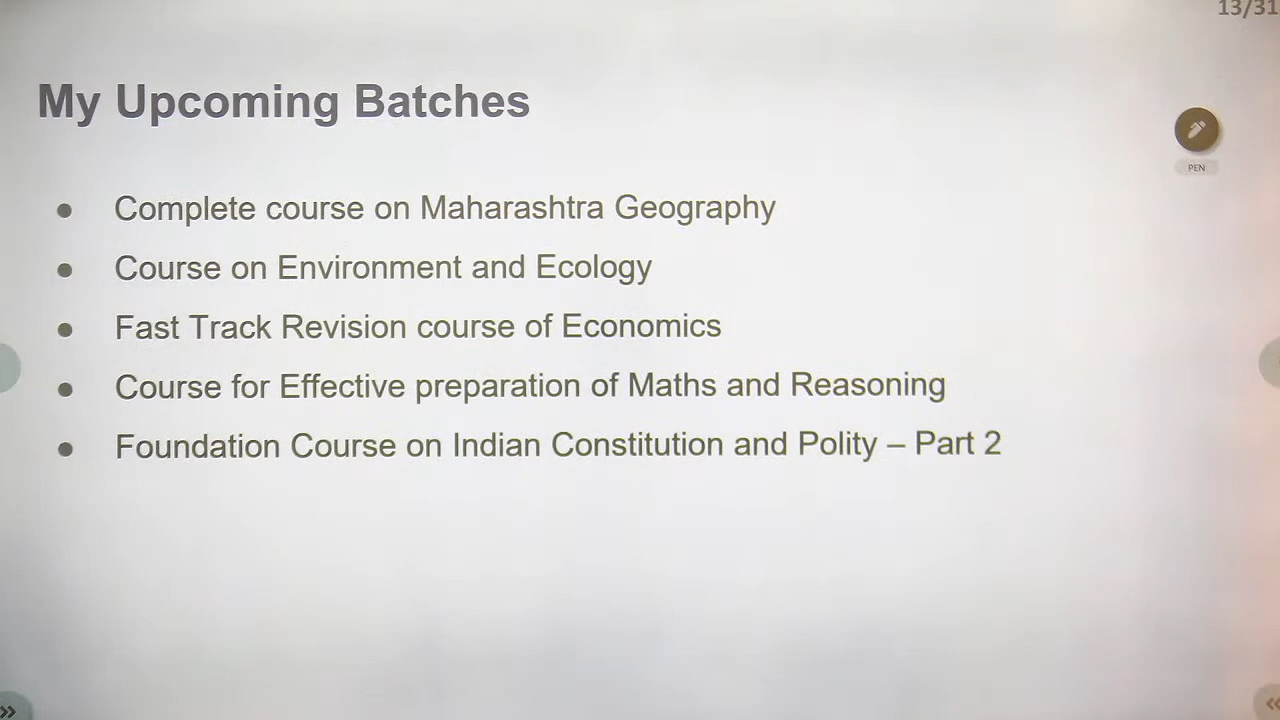 13/31
My Upcoming Batches
PEN
● Complete course on Maharashtra Geography
● Course on Environment and Ecology
● Fast Track Revision course of Economics
● Course for Effective preparation of Maths and Reasoning
● Foundation Course on Indian Constitution and Polity – Part 2